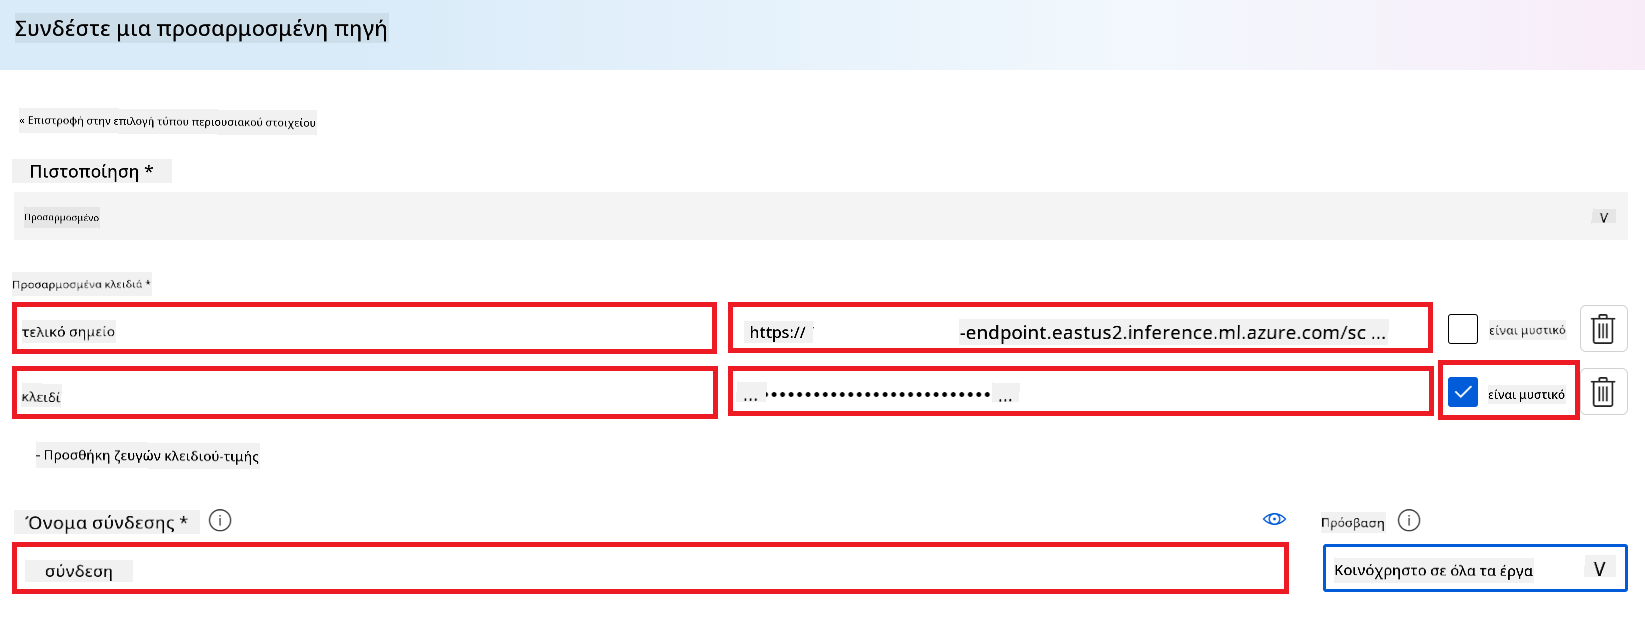 Συνδέστε μια προσαρμοσμένη πηγή
« Επιστροφή στην επιλογή τύπου περιουσιακού στοιχείου
Πιστοποίηση *
Προσαρμοσμένο V
Προσαρμοσμένα κλειδιά *
τελικό σημείο https:// -endpoint.eastus2.inference.ml.azure.com/sc ... είναι μυστικό
κλειδί ...••••••••••••••••••••••••••••... είναι μυστικό
- Προσθήκη ζευγών κλειδιού-τιμής
Όνομα σύνδεσης * Πρόσβαση
σύνδεση Κοινόχρηστο σε όλα τα έργα V